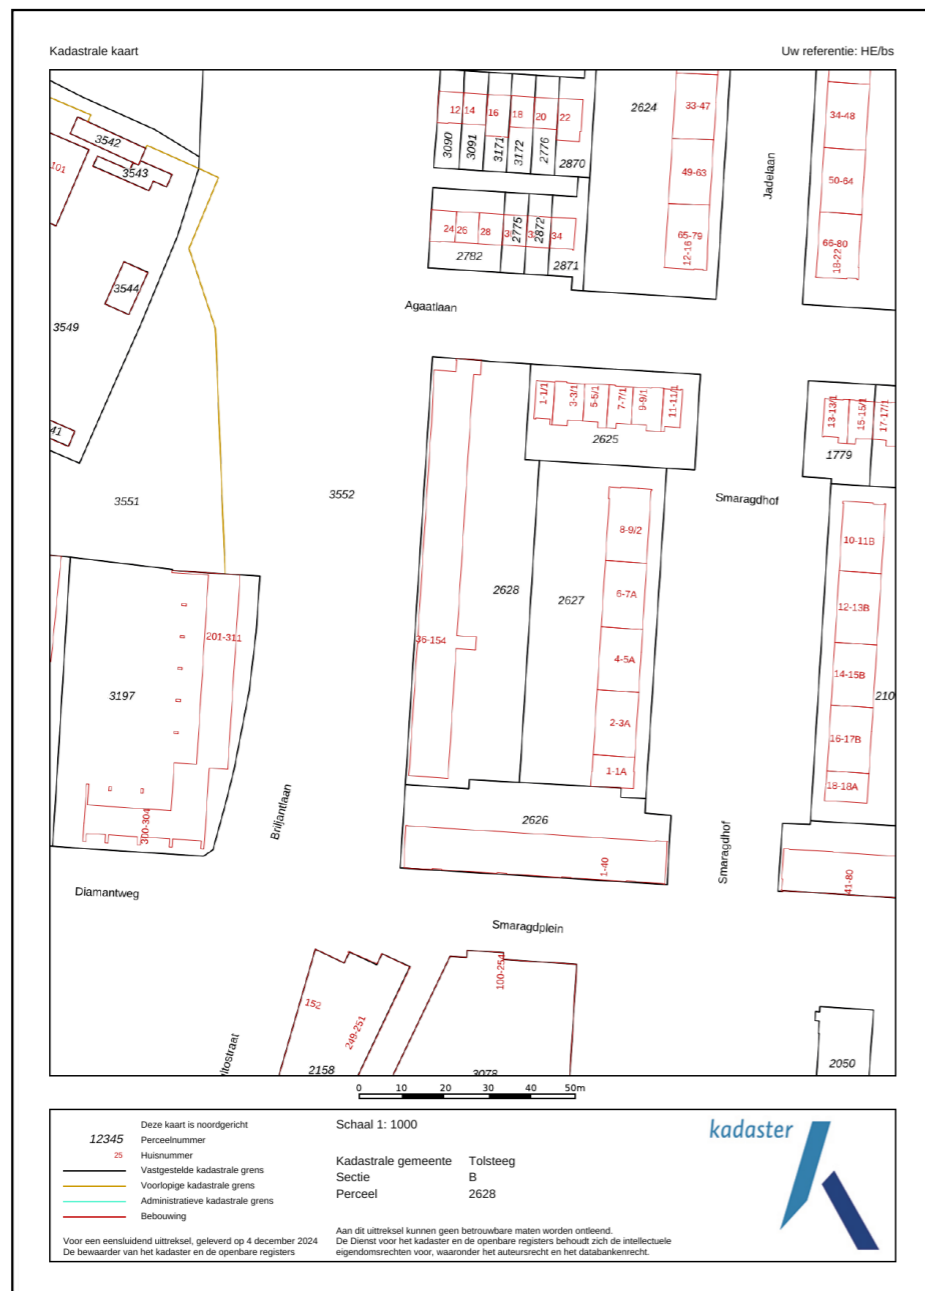 Kadastrale kaart
Uw referentie: HE/bs
12 14 16 18 20 22
2624
33-47
34-48
3542
3543
101
3090 3091 3171 3172 2776 2870
49-63
Jadelaan
50-64
24 26 28 34
2775 2872
2782
2871
65-79
12-16
66-80
18-22
3544
3549
Agaatlaan
41
1-1/1 3-3/1 5-5/1 7-7/1 9-9/1 11-11/1
13-13/1 15-15/1 17-17/1
2625
1779
3551
3552
Smaragdhof
8-9/2
10-11B
2628
2627
6-7A
12-13B
201-311
36-154
4-5A
14-15B
3197
210
2-3A
16-17B
1-1A
18-18A
Briljantlaan
2626
300-304
1-40
Smaragdhof
41-80
Diamantweg
Smaragdplein
152
249-251
100-254
itostraat
2158
3078
2050
0 10 20 30 40 50m
Deze kaart is noordgericht
12345 Perceelnummer
25 Huisnummer
Vastgestelde kadastrale grens
Voorlopige kadastrale grens
Administratieve kadastrale grens
Bebouwing
Voor een eensluidend uittreksel, geleverd op 4 december 2024
De bewaarder van het kadaster en de openbare registers
Schaal 1: 1000
Kadastrale gemeente Tolsteeg
Sectie B
Perceel 2628
Aan dit uittreksel kunnen geen betrouwbare maten worden ontleend.
De Dienst voor het kadaster en de openbare registers behoudt zich de intellectuele
eigendomsrechten voor, waaronder het auteursrecht en het databankenrecht.
kadaster